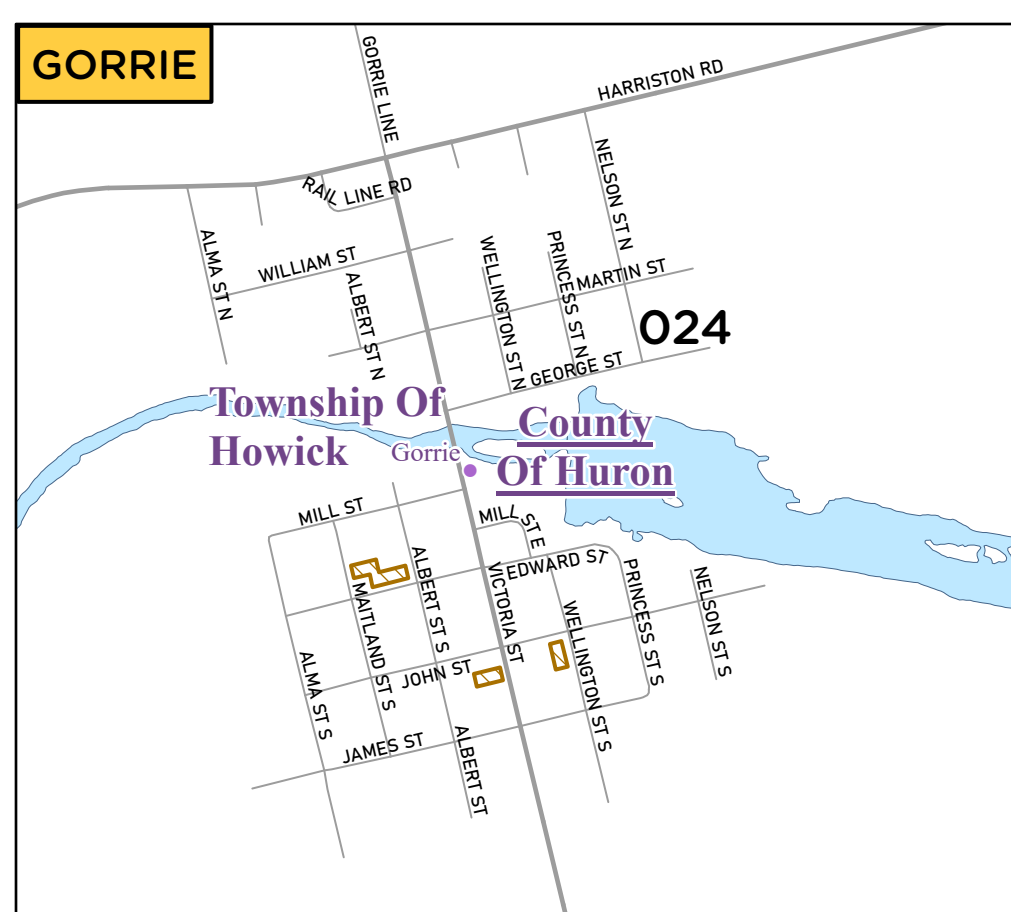 GORRIE
GORRIE LINE
HARRISTON RD
RAIL LINE RD
NELSON ST N
ALMA ST N
WILLIAM ST
ALBERT ST N
WELLINGTON ST N
PRINCESS ST N
MARTIN ST
024
GEORGE ST
Township Of
Howick
Gorrie
County
Of Huron
MILL ST
MILL ST E
ALBERT ST S
VICTORIA ST
EDWARD ST
PRINCESS ST S
NELSON ST S
MAITLAND ST S
WELLINGTON ST S
ALMA ST S
JOHN ST
JAMES ST
ALBERT ST